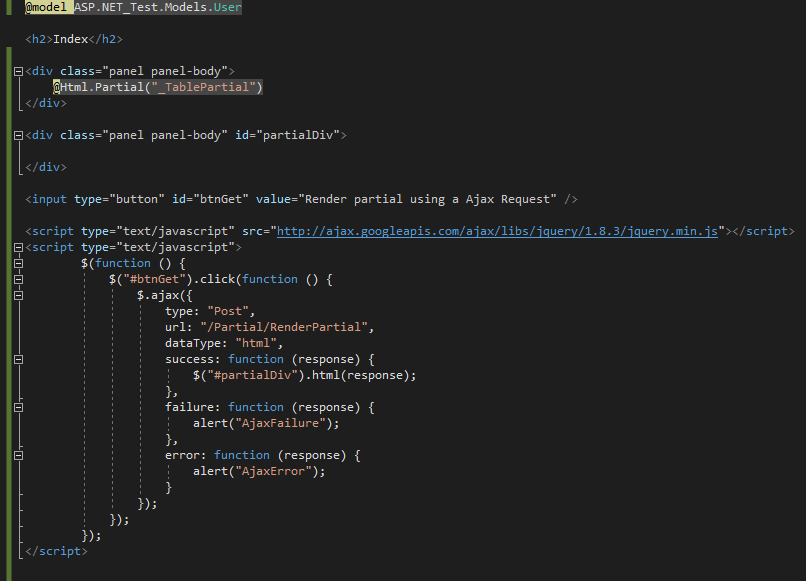 @model ASP.NET_Test.Models.User
<h2>Index</h2>
<div class="panel panel-body">
@Html.Partial("_TablePartial")
</div>
<div class="panel panel-body" id="partialDiv">
</div>
<input type="button" id="btnGet" value="Render partial using a Ajax Request" />
<script type="text/javascript" src="http://ajax.googleapis.com/ajax/libs/jquery/1.8.3/jquery.min.js"></script>
<script type="text/javascript">
$(function () {
$("#btnGet").click(function () {
$.ajax({
type: "Post",
url: "/Partial/RenderPartial",
dataType: "html",
success: function (response) {
$("#partialDiv").html(response);
},
failure: function (response) {
alert("AjaxFailure");
},
error: function (response) {
alert("AjaxError");
}
});
});
});
</script>